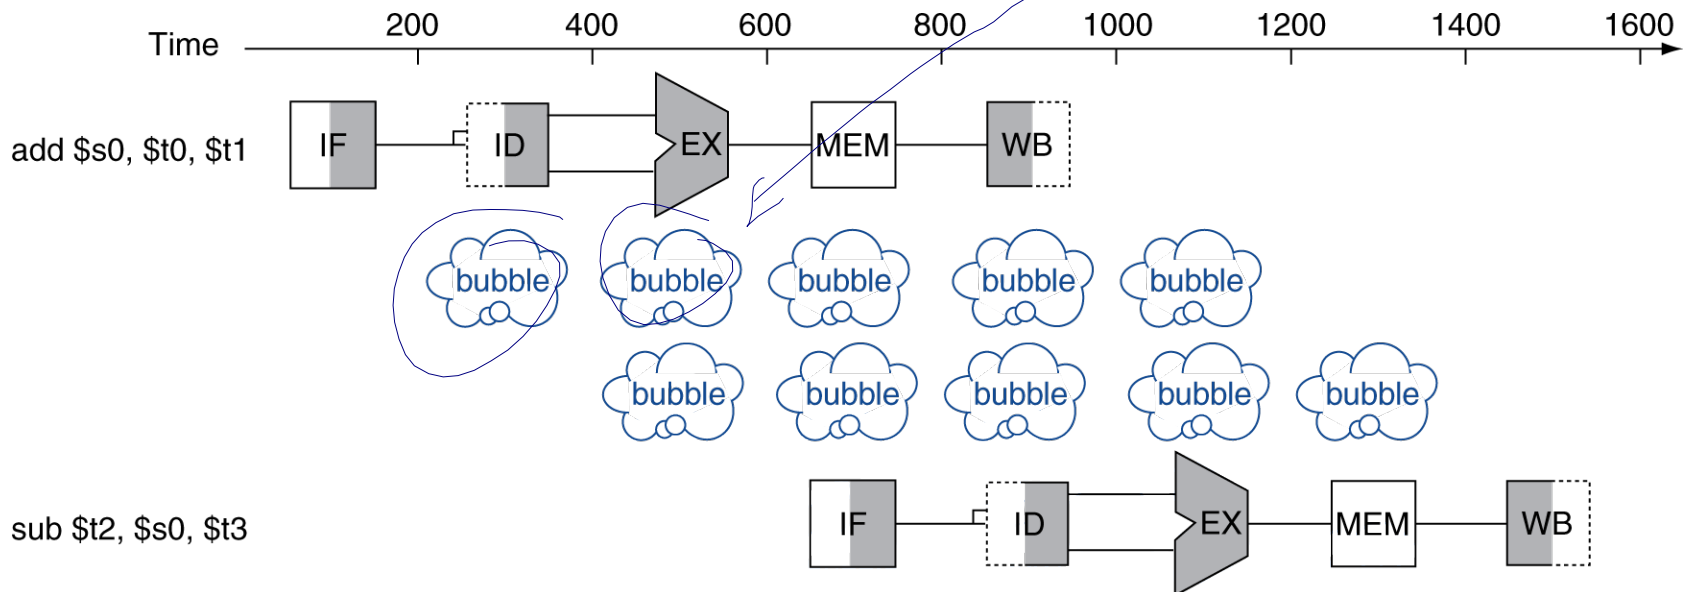 200 400 600 800 1000 1200 1400 1600
Time
add $s0, $t0, $t1 IF ID EX MEM WB
bubble bubble bubble bubble bubble
bubble bubble bubble bubble bubble
sub $t2, $s0, $t3 IF ID EX MEM WB